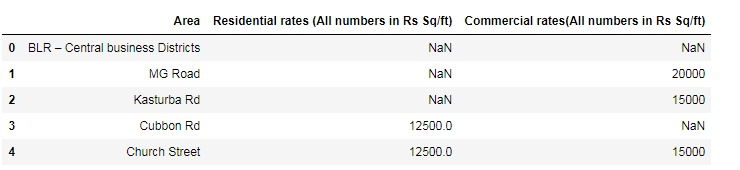 Area Residential rates (All numbers in Rs Sq/ft) Commercial rates(All numbers in Rs Sq/ft)
0 BLR – Central business Districts NaN NaN
1 MG Road NaN 20000
2 Kasturba Rd NaN 15000
3 Cubbon Rd 12500.0 NaN
4 Church Street 12500.0 15000